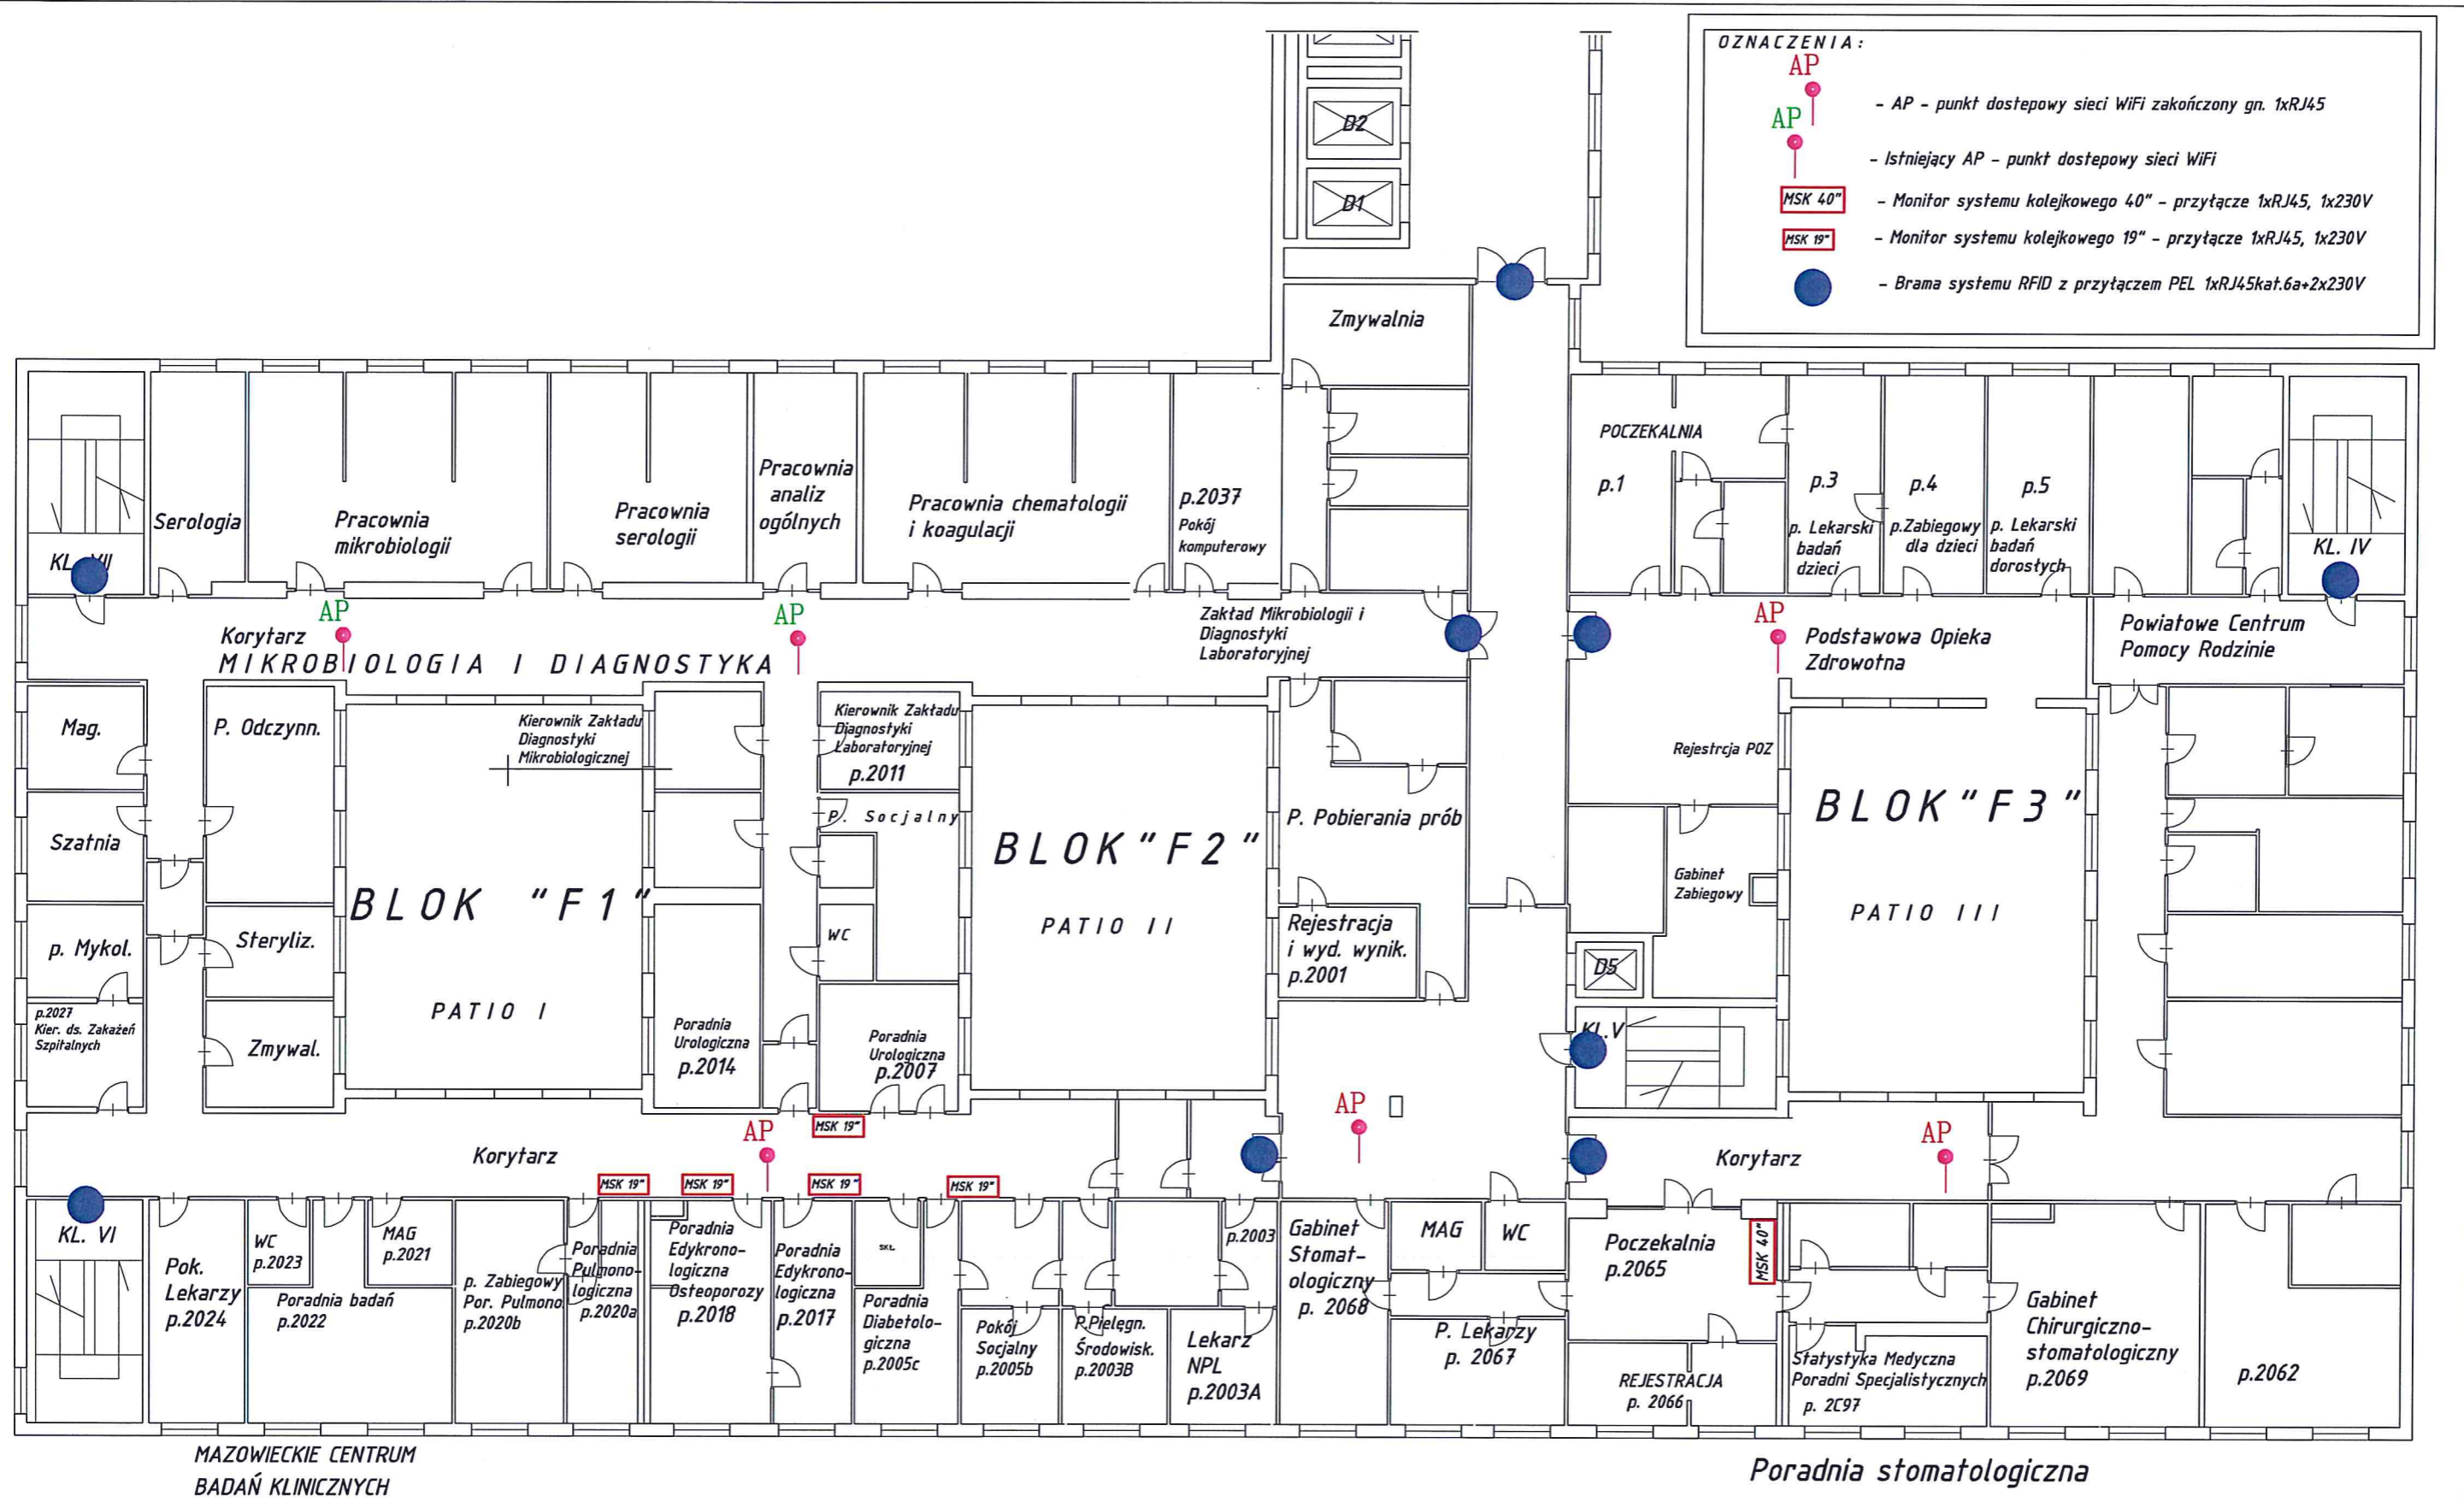 OZNACZENIA:
AP
- AP - punkt dostepowy sieci WiFi zakończony gn. 1xRJ45
AP
- Istniejący AP - punkt dostepowy sieci WiFi
MSK 40" - Monitor systemu kolejkowego 40" - przyłącze 1xRJ45, 1x230V
MSK 19" - Monitor systemu kolejkowego 19" - przyłącze 1xRJ45, 1x230V
- Brama systemu RFID z przyłączem PEL 1xRJ45kat.6a+2x230V
D2
D1
Zmywalnia
KL. VII
Serologia
Pracownia
mikrobiologii
Pracownia
serologii
Pracownia
analiz
ogólnych
Pracownia chematologii
i koagulacji
p.2037
Pokój
komputerowy
POCZEKALNIA
p.1
p.3
p. Lekarski
badań
dzieci
p.4
p.Zabiegowy
dla dzieci
p.5
p. Lekarski
badań
dorosłych
KL. IV
AP
AP
AP
Korytarz
MIKROBIOLOGIA I DIAGNOSTYKA
Zakład Mikrobiologii i
Diagnostyki
Laboratoryjnej
Podstawowa Opieka
Zdrowotna
Powiatowe Centrum
Pomocy Rodzinie
Mag.
P. Odczynn.
Kierownik Zakładu
Diagnostyki
Mikrobiologicznej
Kierownik Zakładu
Diagnostyki
Laboratoryjnej
p.2011
Rejestrcja POZ
Szatnia
P. Socjalny
P. Pobierania prób
BLOK "F1"
BLOK"F2"
BLOK"F3"
PATIO I
PATIO II
PATIO III
Gabinet
Zabiegowy
p. Mykol.
Steryliz.
WC
Rejestracja
i wyd. wynik.
p.2001
D5
p.2027
Kier. ds. Zakażeń
Szpitalnych
Zmywal.
Poradnia
Urologiczna
p.2014
Poradnia
Urologiczna
p.2007
KL.V
AP
AP
AP
MSK 19"
Korytarz
Korytarz
MSK 19"
MSK 19"
MSK 19"
MSK 19"
KL. VI
Pok.
Lekarzy
p.2024
WC
p.2023
MAG
p.2021
Poradnia badań
p.2022
p. Zabiegowy
Por. Pulmono.
p.2020b
Poradnia
Pulmono-
logiczna
p.2020a
Poradnia
Edykrono-
logiczna
Osteoporozy
p.2018
Poradnia
Edykrono-
logiczna
p.2017
SKŁ.
Poradnia
Diabetolo-
giczna
p.2005c
Pokój
Socjalny
p.2005b
P.Pielęgn.
Środowisk.
p.2003B
p.2003
Lekarz
NPL
p.2003A
Gabinet
Stomat-
ologiczny
p. 2068
MAG
WC
P. Lekarzy
p. 2067
Poczekalnia
p.2065
MSK 40"
REJESTRACJA
p. 2066
Statystyka Medyczna
Poradni Specjalistycznych
p. 2C97
Gabinet
Chirurgiczno-
stomatologiczny
p.2069
p.2062
MAZOWIECKIE CENTRUM
BADAŃ KLINICZNYCH
Poradnia stomatologiczna